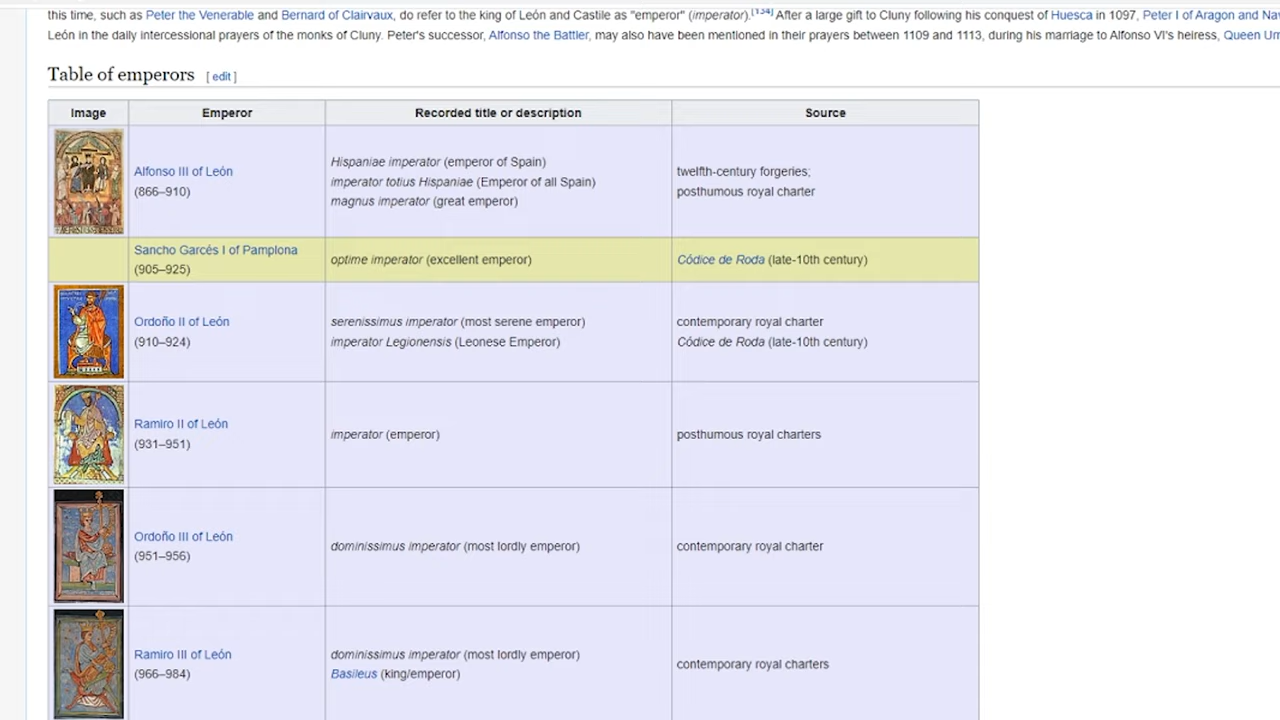 this time, such as Peter the Venerable and Bernard of Clairvaux, do refer to the king of León and Castile as "emperor" (imperator).[134] After a large gift to Cluny following his conquest of Huesca in 1097, Peter I of Aragon and Na
León in the daily intercessional prayers of the monks of Cluny. Peter's successor, Alfonso the Battler, may also have been mentioned in their prayers between 1109 and 1113, during his marriage to Alfonso VI's heiress, Queen Ur
Table of emperors [ edit ]
Image Emperor Recorded title or description Source
Alfonso III of León
(866–910)
Hispaniae imperator (emperor of Spain)
imperator totius Hispaniae (Emperor of all Spain)
magnus imperator (great emperor)
twelfth-century forgeries;
posthumous royal charter
Sancho Garcés I of Pamplona
(905–925)
optime imperator (excellent emperor)
Códice de Roda (late-10th century)
Ordoño II of León
(910–924)
serenissimus imperator (most serene emperor)
imperator Legionensis (Leonese Emperor)
contemporary royal charter
Códice de Roda (late-10th century)
Ramiro II of León
(931–951)
imperator (emperor)
posthumous royal charters
Ordoño III of León
(951–956)
dominissimus imperator (most lordly emperor)
contemporary royal charter
Ramiro III of León
(966–984)
dominissimus imperator (most lordly emperor)
Basileus (king/emperor)
contemporary royal charters